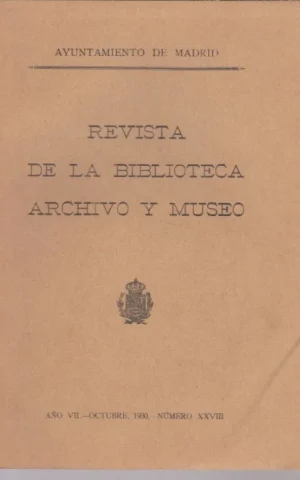 AYUNTAMIENTO DE MADRID
REVISTA
DE LA BIBLIOTECA
ARCHIVO Y MUSEO
AÑO VII.—OCTUBRE, 1930.—NÚMERO XXVIII